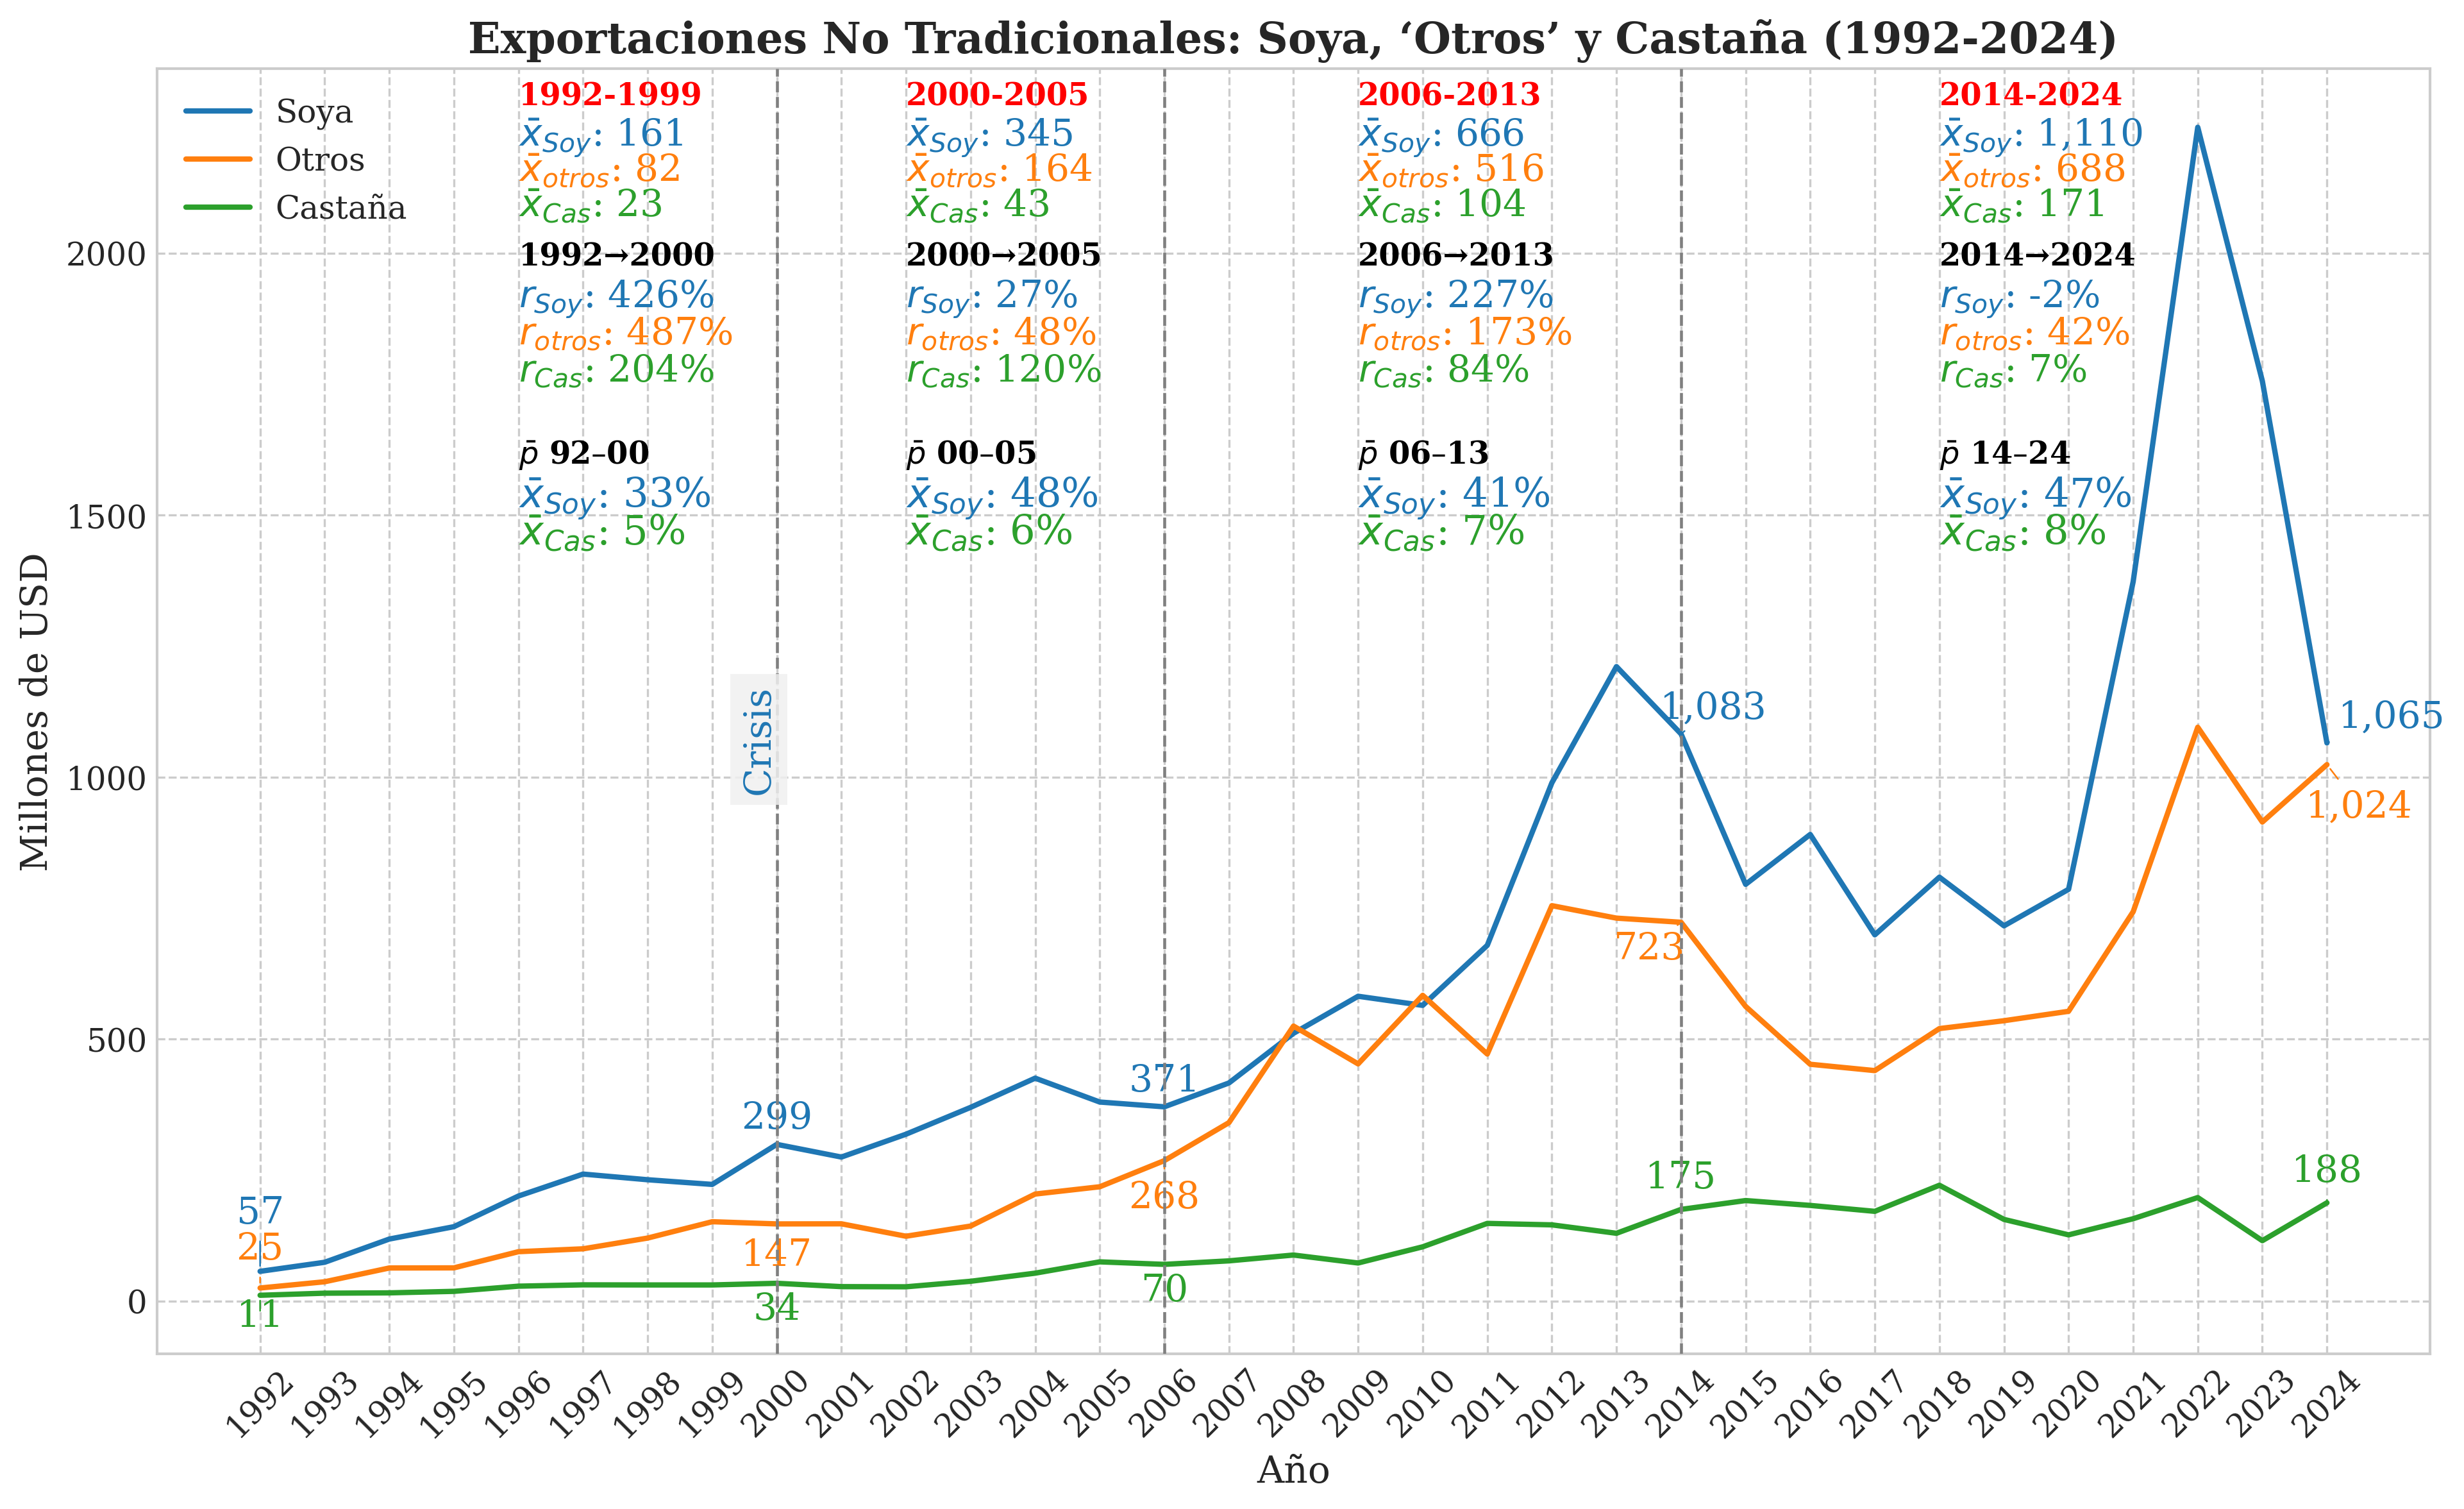 Exportaciones No Tradicionales: Soya, ‘Otros’ y Castaña (1992-2024)
Soya
Otros
Castaña
1992-1999
x̄Soy: 161
x̄otros: 82
x̄Cas: 23
1992→2000
rSoy: 426%
rotros: 487%
rCas: 204%
p̄ 92–00
x̄Soy: 33%
x̄Cas: 5%
2000-2005
x̄Soy: 345
x̄otros: 164
x̄Cas: 43
2000→2005
rSoy: 27%
rotros: 48%
rCas: 120%
p̄ 00–05
x̄Soy: 48%
x̄Cas: 6%
2006-2013
x̄Soy: 666
x̄otros: 516
x̄Cas: 104
2006→2013
rSoy: 227%
rotros: 173%
rCas: 84%
p̄ 06–13
x̄Soy: 41%
x̄Cas: 7%
2014-2024
x̄Soy: 1,110
x̄otros: 688
x̄Cas: 171
2014→2024
rSoy: -2%
rotros: 42%
rCas: 7%
p̄ 14–24
x̄Soy: 47%
x̄Cas: 8%
Millones de USD
2000
1500
1000
500
0
Crisis
57
25
11
299
147
34
371
268
70
1,083
723
175
1,065
1,024
188
1992
1993
1994
1995
1996
1997
1998
1999
2000
2001
2002
2003
2004
2005
2006
2007
2008
2009
2010
2011
2012
2013
2014
2015
2016
2017
2018
2019
2020
2021
2022
2023
2024
Año